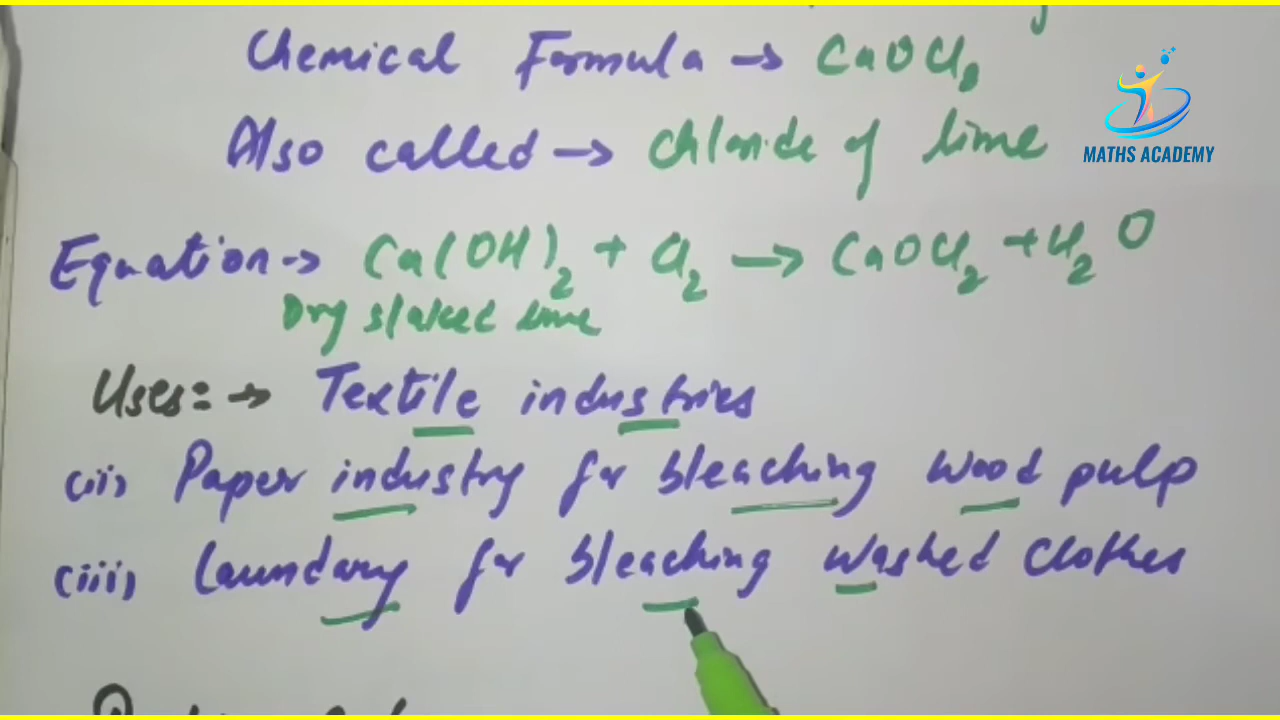 Chemical Formula → CaOCl₂
Also called → chloride of lime
MATHS ACADEMY
Equation → Ca(OH)₂ + Cl₂ → CaOCl₂ + H₂O
Dry slaked lime
Uses:- → Textile industries
(ii) Paper industry for bleaching wood pulp
(iii) Laundary for bleaching washed clothes